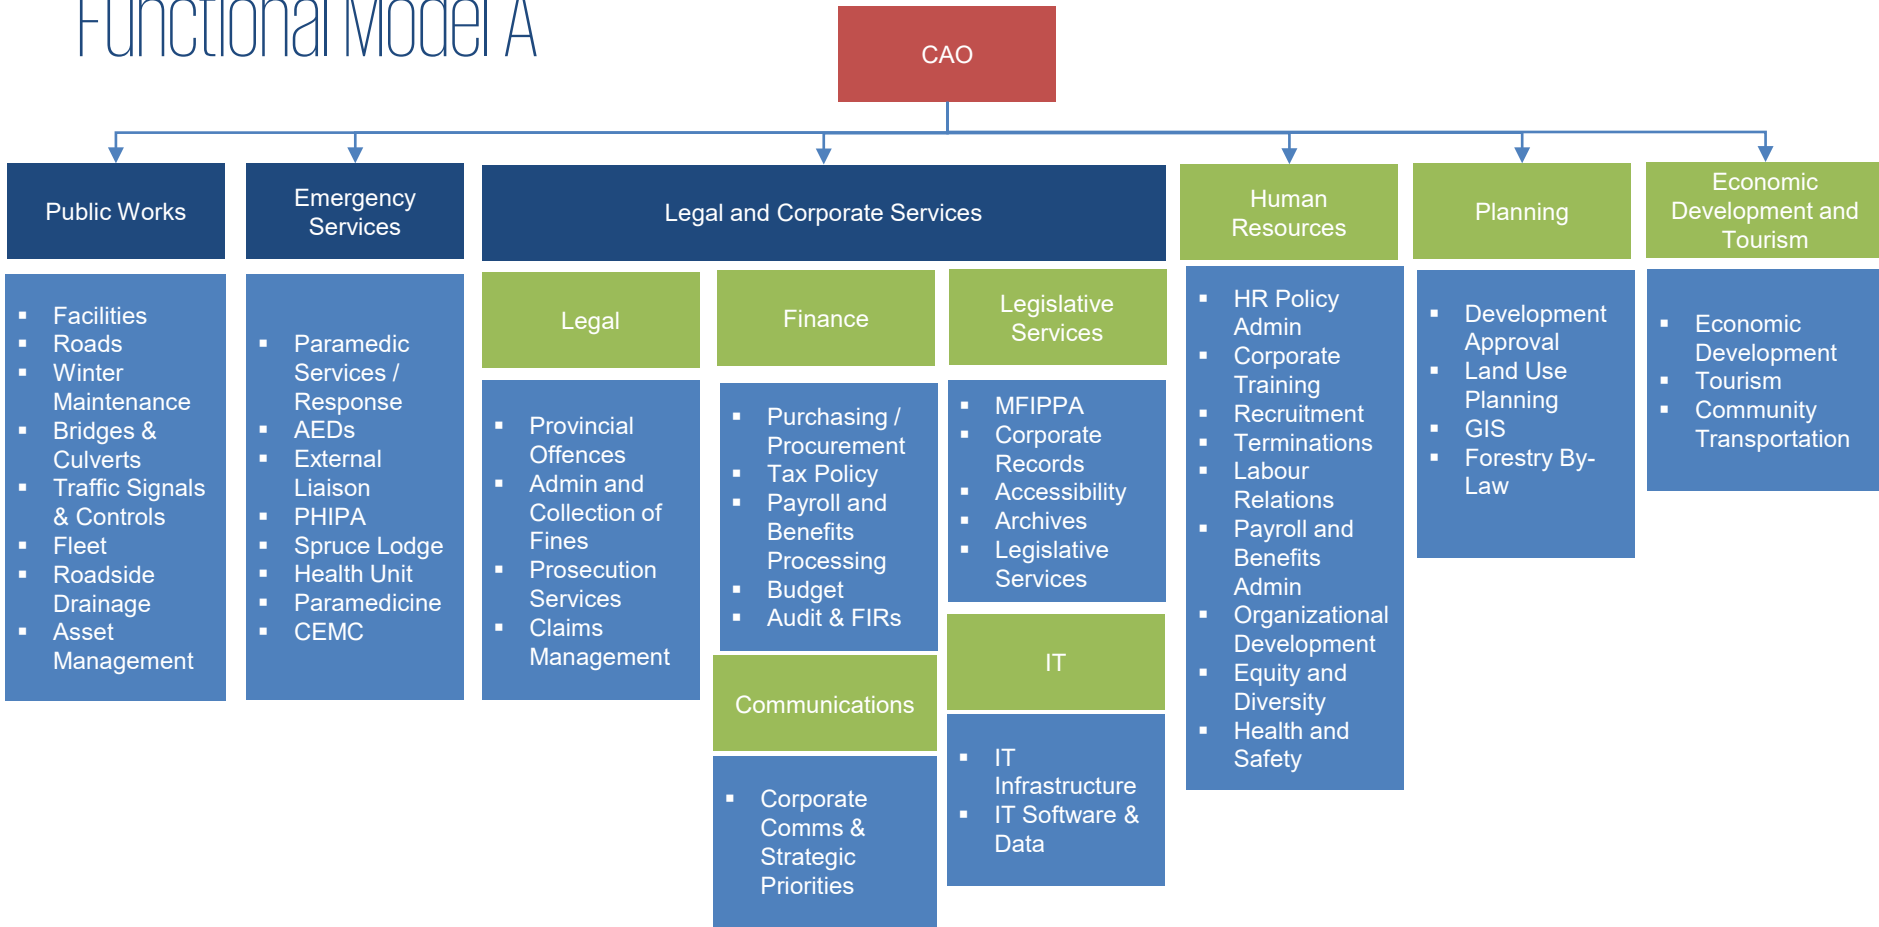 Functional Model A
CAO
Public Works
Emergency
Services
Legal and Corporate Services
Human
Resources
Planning
Economic
Development and
Tourism
▪ Facilities
▪ Roads
▪ Winter
Maintenance
▪ Bridges &
Culverts
▪ Traffic Signals
& Controls
▪ Fleet
▪ Roadside
Drainage
▪ Asset
Management
▪ Paramedic
Services /
Response
▪ AEDs
▪ External
Liaison
▪ PHIPA
▪ Spruce Lodge
▪ Health Unit
▪ Paramedicine
▪ CEMC
Legal
▪ Provincial
Offences
▪ Admin and
Collection of
Fines
▪ Prosecution
Services
▪ Claims
Management
Finance
▪ Purchasing /
Procurement
▪ Tax Policy
▪ Payroll and
Benefits
Processing
▪ Budget
▪ Audit & FIRs
Communications
▪ Corporate
Comms &
Strategic
Priorities
Legislative
Services
▪ MFIPPA
▪ Corporate
Records
▪ Accessibility
▪ Archives
▪ Legislative
Services
IT
▪ IT
Infrastructure
▪ IT Software &
Data
▪ HR Policy
Admin
▪ Corporate
Training
▪ Recruitment
▪ Terminations
▪ Labour
Relations
▪ Payroll and
Benefits
Admin
▪ Organizational
Development
▪ Equity and
Diversity
▪ Health and
Safety
▪ Development
Approval
▪ Land Use
Planning
▪ GIS
▪ Forestry By-
Law
▪ Economic
Development
▪ Tourism
▪ Community
Transportation